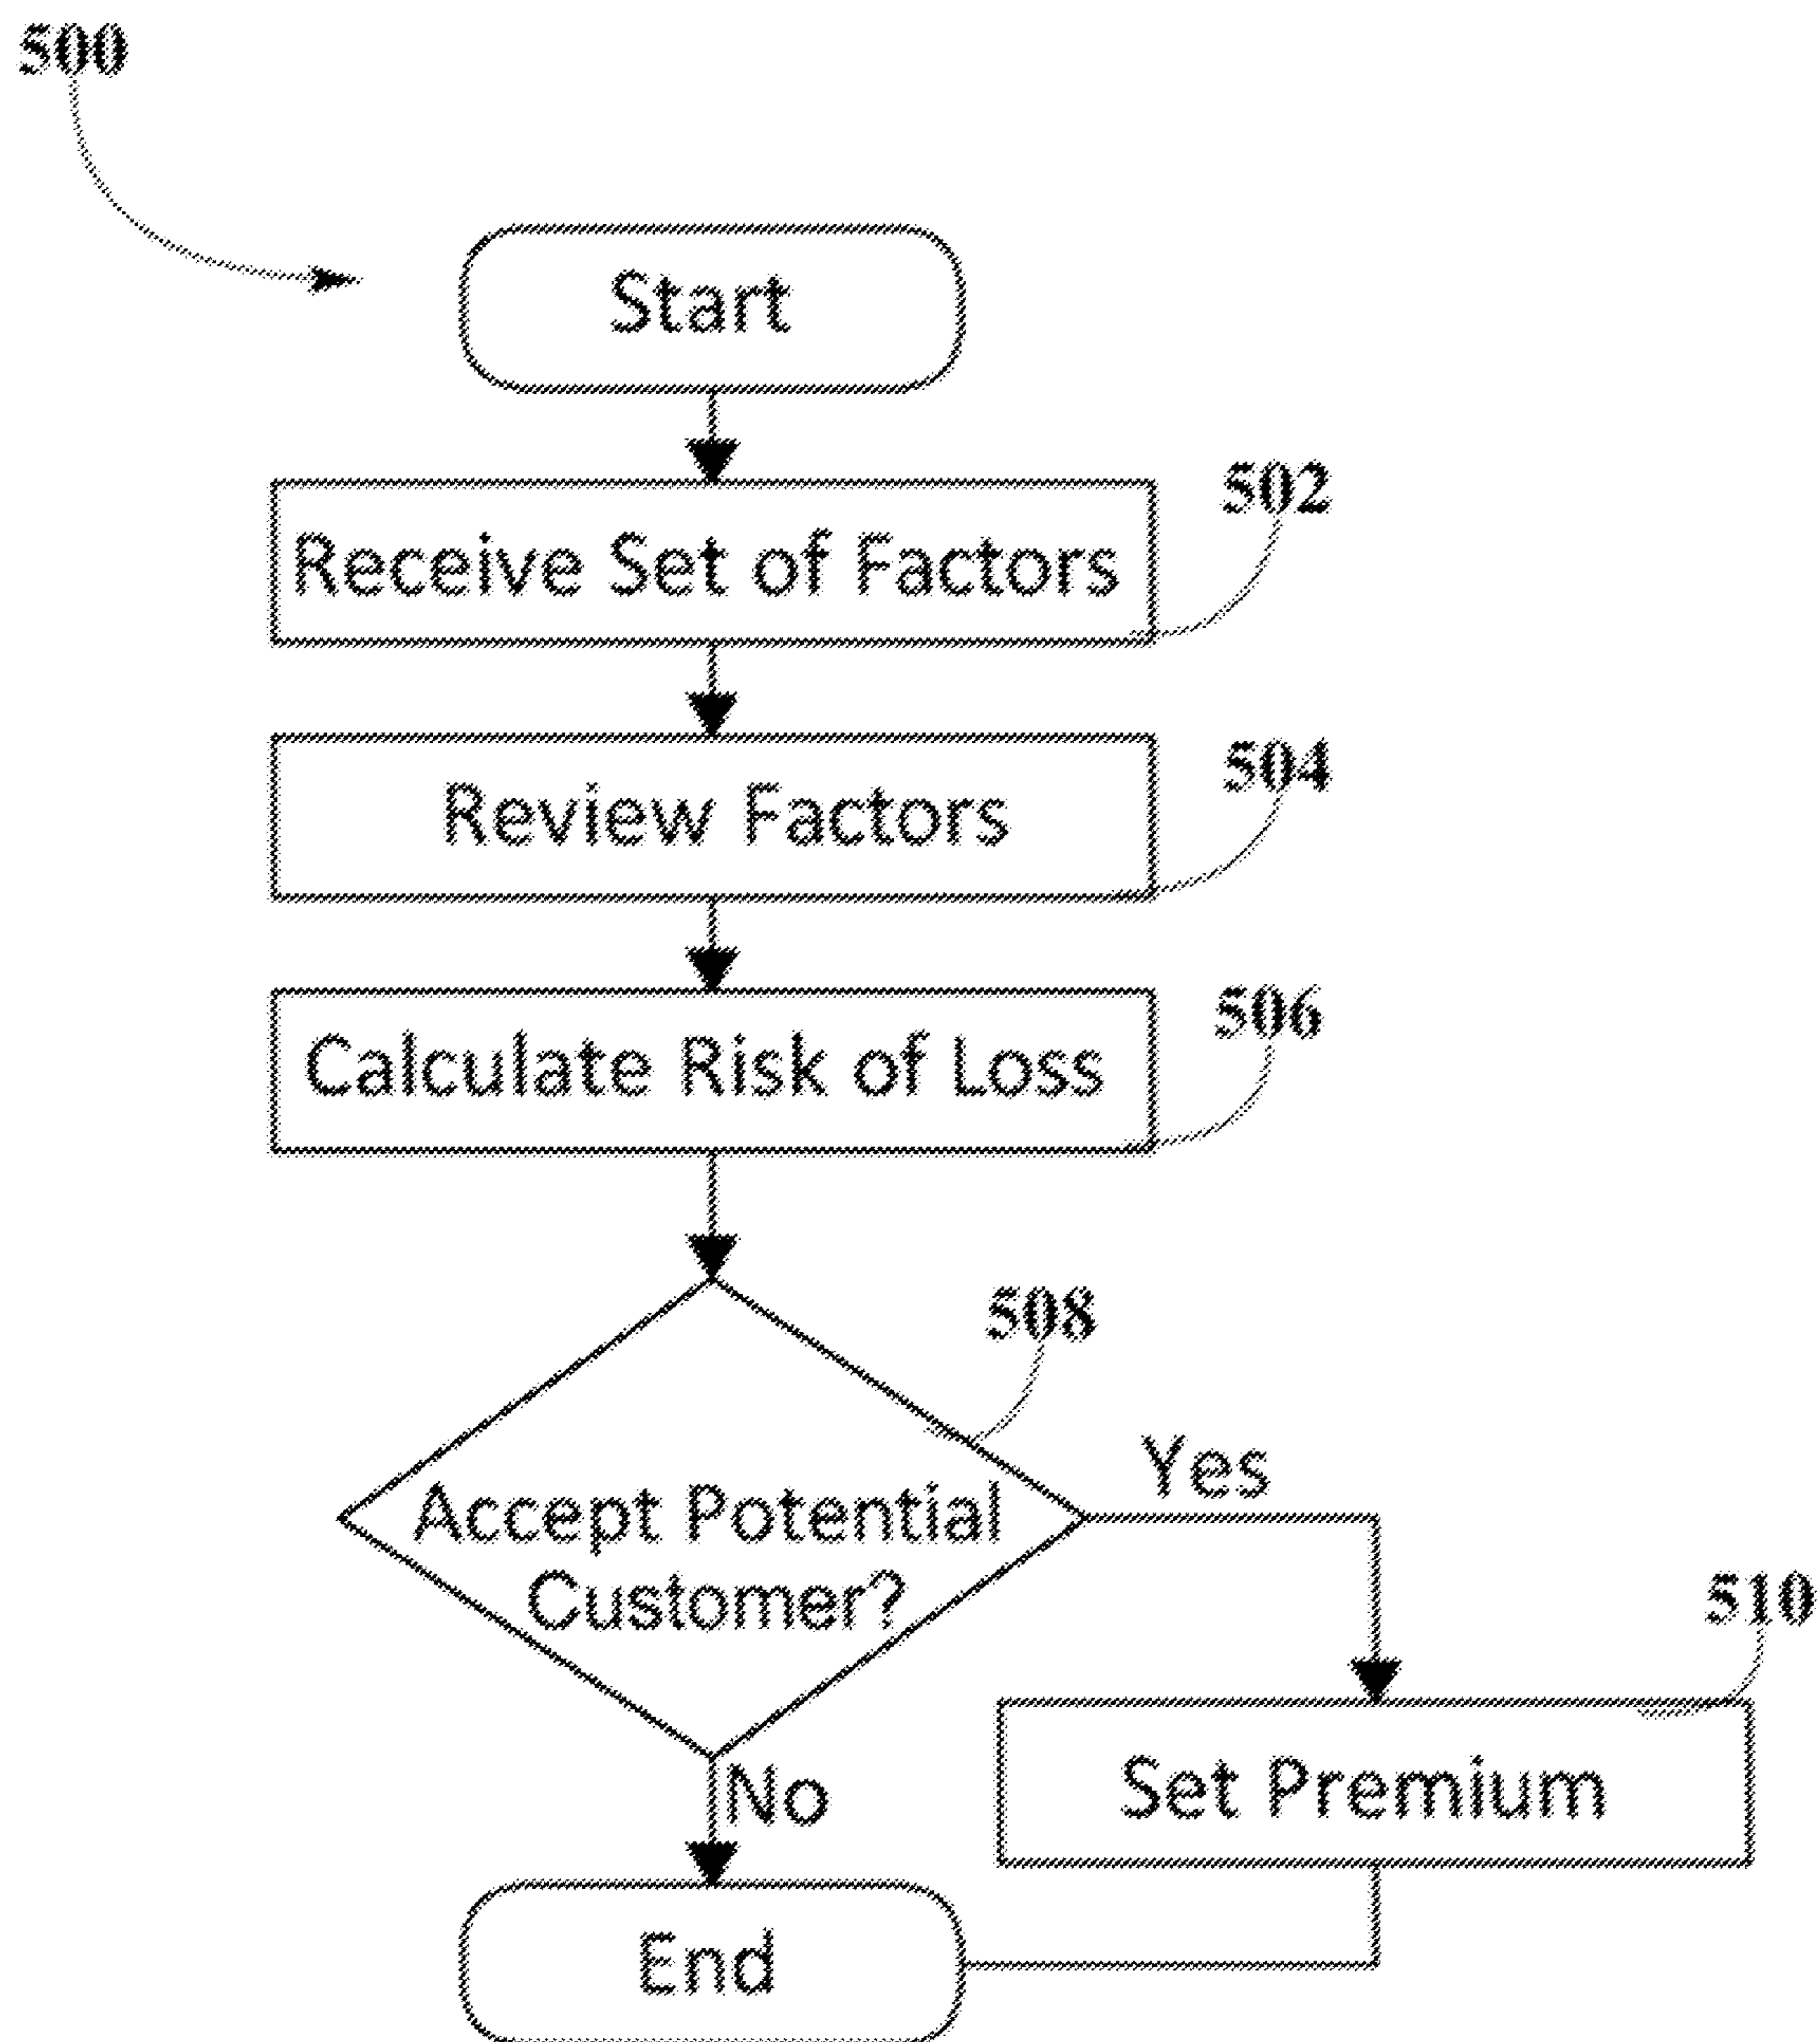 500
Start
502
Receive Set of Factors
504
Review Factors
506
Calculate Risk of Loss
508
Yes
Accept Potential
Customer?
510
Set Premium
No
End